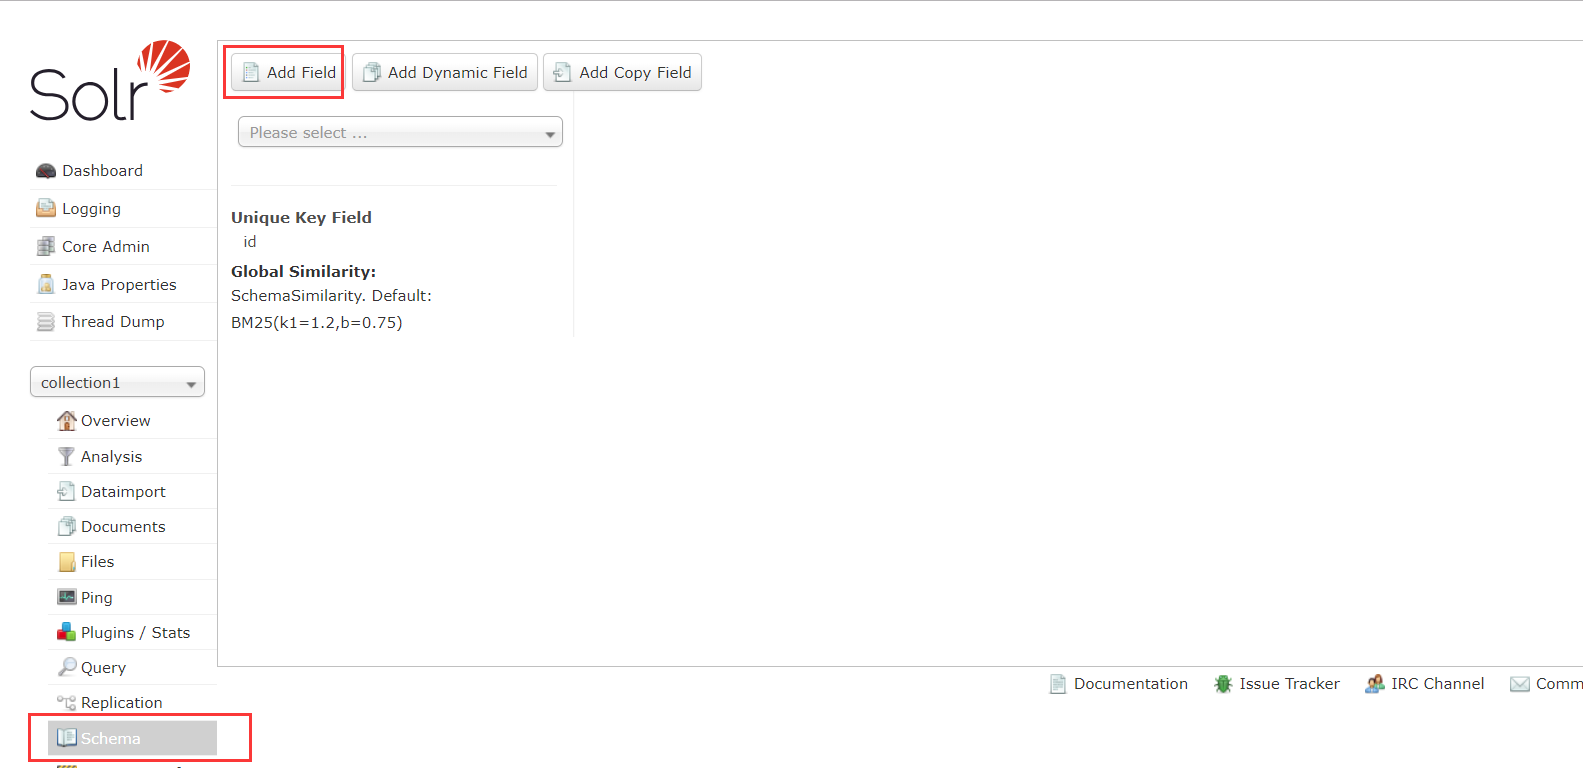 Solr
Add Field
Add Dynamic Field
Add Copy Field
Please select ...
Unique Key Field
id
Global Similarity:
SchemaSimilarity. Default:
BM25(k1=1.2,b=0.75)
Dashboard
Logging
Core Admin
Java Properties
Thread Dump
collection1
Overview
Analysis
Dataimport
Documents
Files
Ping
Plugins / Stats
Query
Replication
Schema
Documentation
Issue Tracker
IRC Channel
Comm